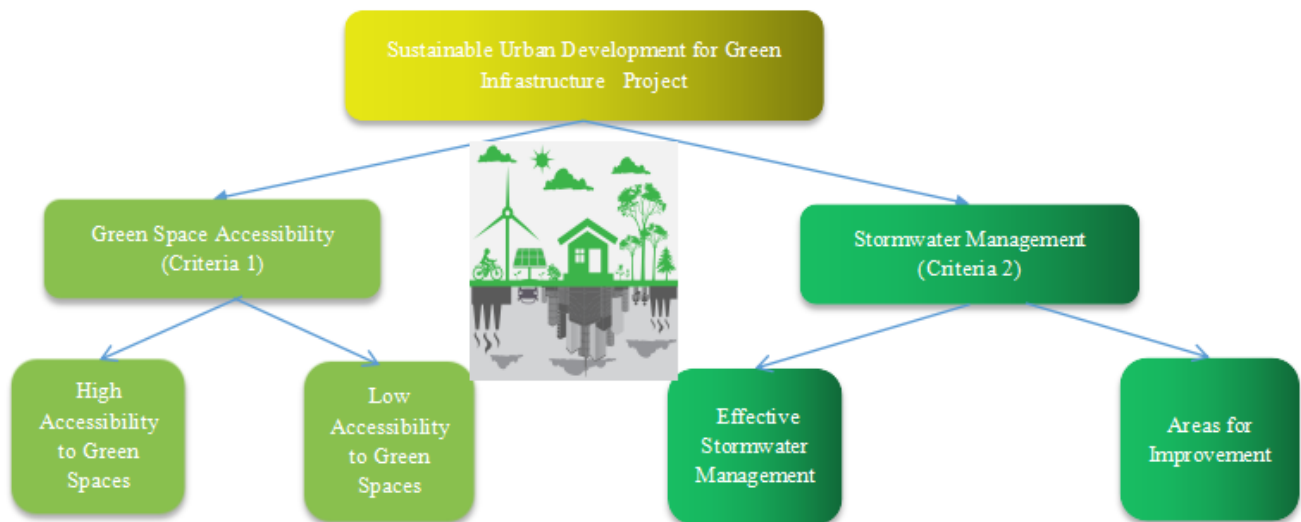 Sustainable Urban Development for Green
Infrastructure Project
Green Space Accessibility
(Criteria 1)
Stormwater Management
(Criteria 2)
High
Accessibility
to Green
Spaces
Low
Accessibility
to Green
Spaces
Effective
Stormwater
Management
Areas for
Improvement